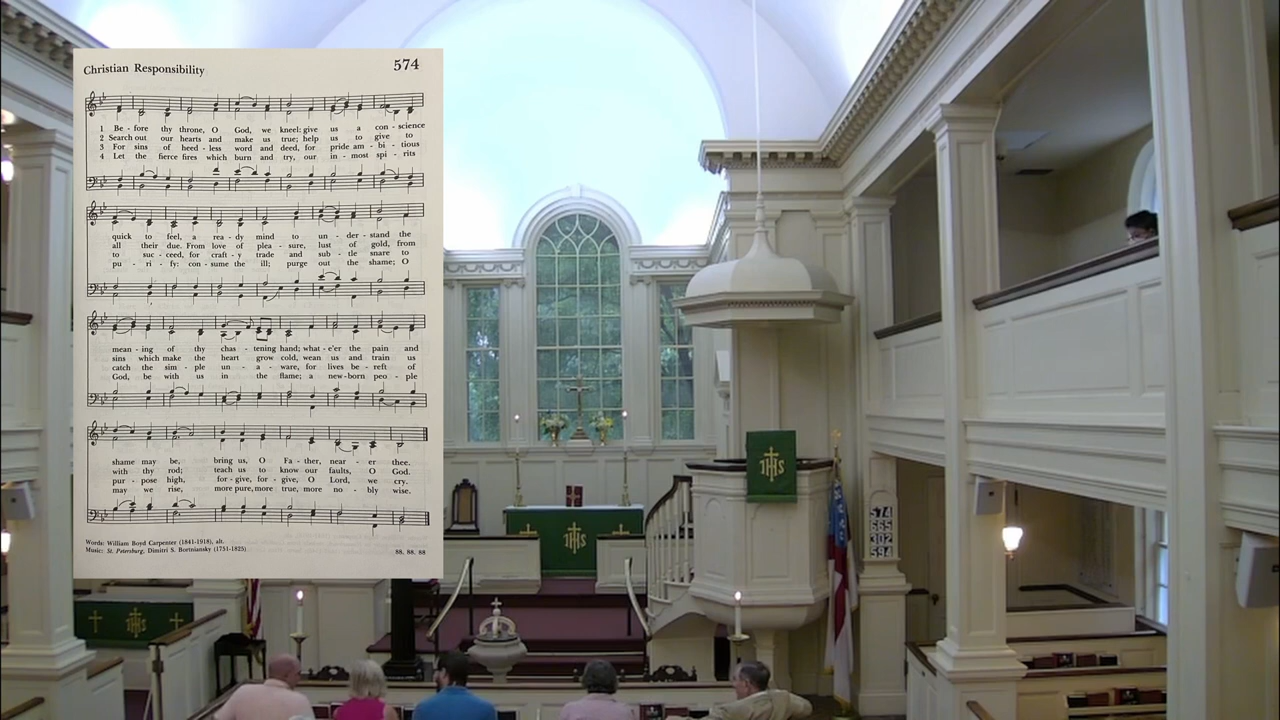 Christian Responsibility
574
1 Be - fore thy throne, O God, we kneel: give us a con - science
2 Search out our hearts and make us true; help us to give to
3 For sins of heed - less word and deed, for pride am - bi - tious
4 Let the fierce fires which burn and try, our in - most spi - rits
quick to feel, a rea - dy mind to un - der - stand the
all their due. From love of plea - sure, lust of gold, from
to suc - ceed, for craft - y trade and sub - tle snare to
pu - ri - fy: con - sume the ill; purge out the shame; O
mean - ing of thy chas - tening hand; what - e'er the pain and
sins which make the heart grow cold, wean us and train us
catch the sim - ple un - a - ware, for lives be - reft of
God, be with us in the flame; a new - born peo - ple
shame may be, bring us, O Fa - ther, near - er thee.
with thy rod; teach us to know our faults, O God.
pur - pose high, for - give, for - give, O Lord, we cry.
may we rise, more pure, more true, more no - bly wise.
Words: William Boyd Carpenter (1841-1918), alt.
Music: St. Petersburg, Dimitri S. Bortniansky (1751-1825)
88. 88. 88
IHS
IHS
IHS
574
665
302
594